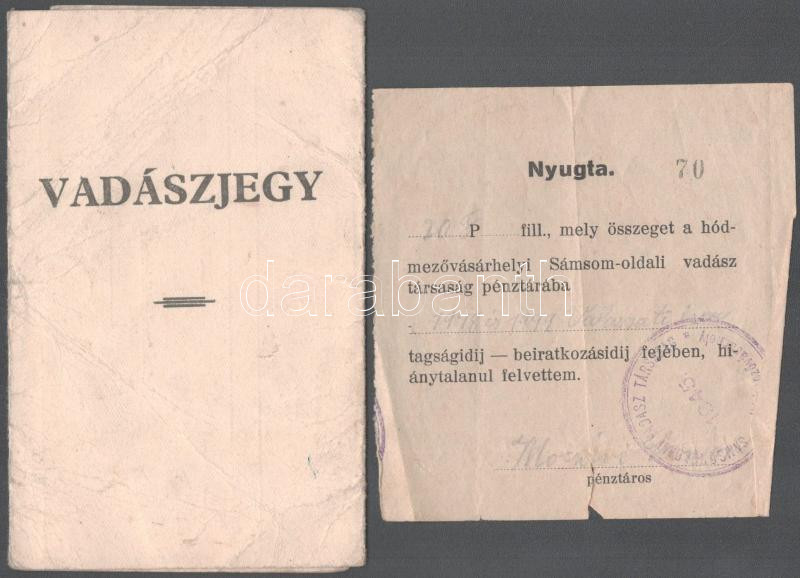 VADÁSZJEGY
Nyugta. 70
P fill., mely összeget a hód-
mezővásárhelyi Sámsom-oldali vadász
társaság pénztárába
tagságidij — beiratkozásidij fejében, hi-
ánytalanul felvettem.
1945
pénztáros
darabanth